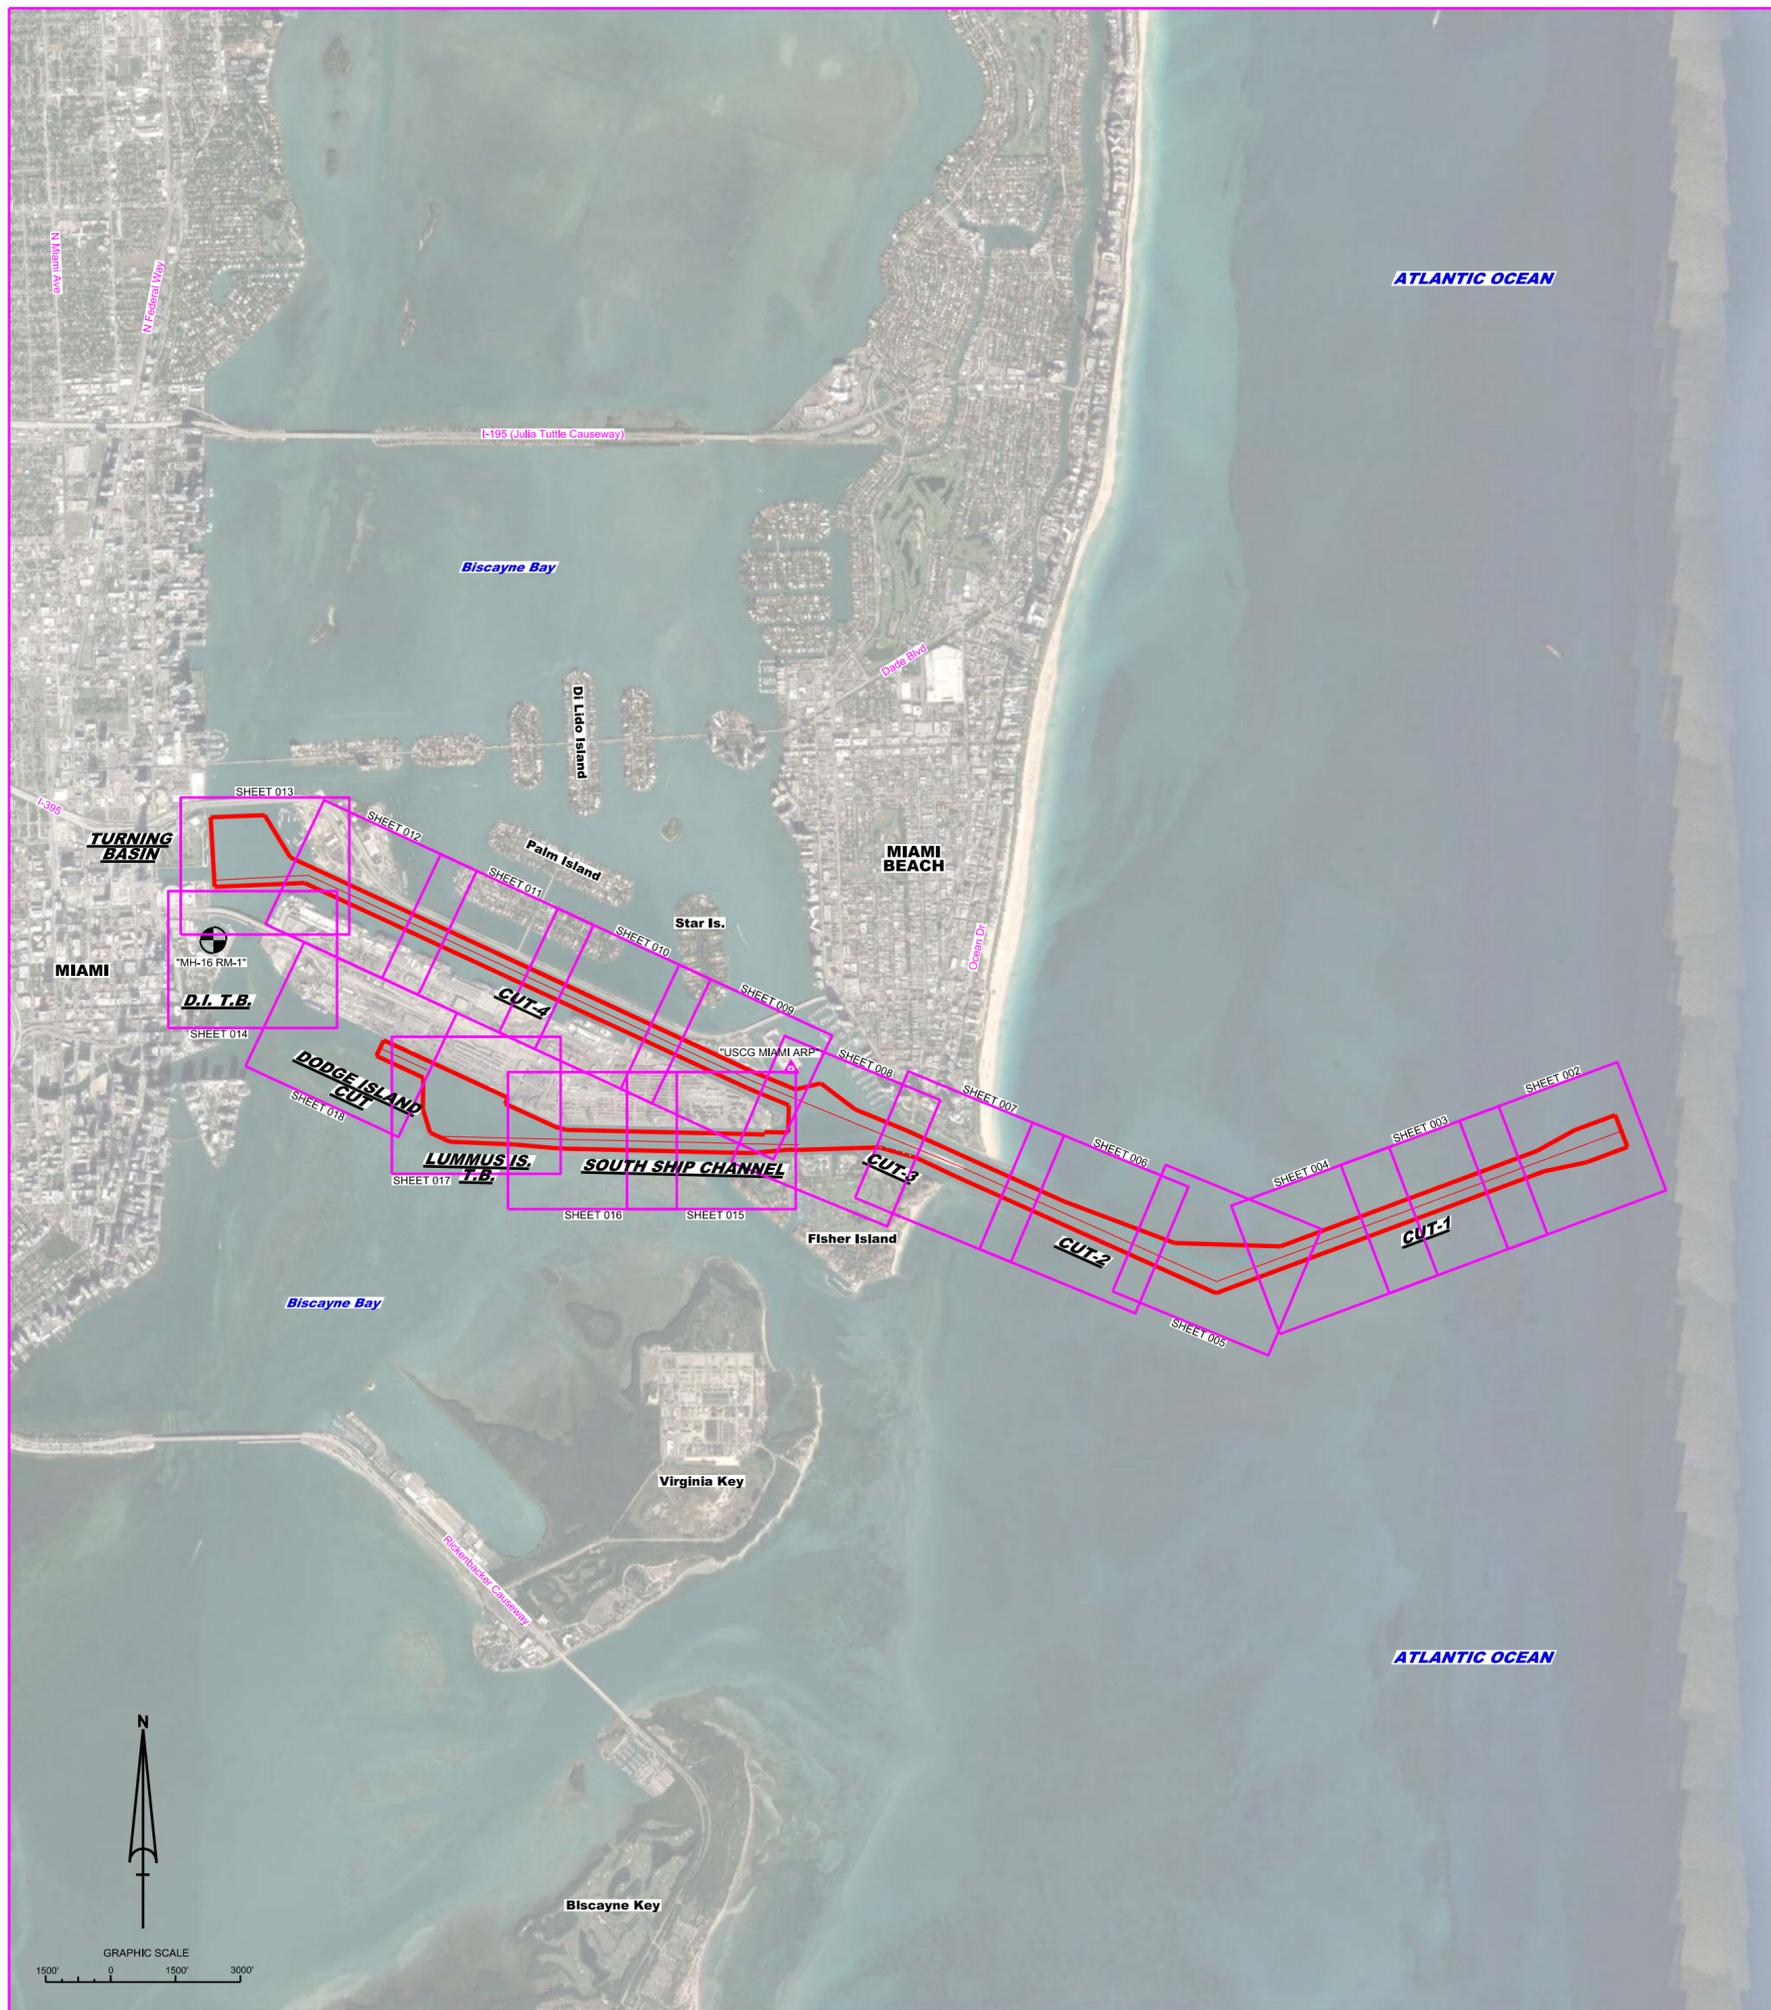 N Miami Ave
N Federal Way
ATLANTIC OCEAN
I-195 (Julia Tuttle Causeway)
Biscayne Bay
Dade Blvd
Di Lido Island
I-395
SHEET 013
SHEET 012
TURNING
BASIN
Palm Island
MIAMI
BEACH
SHEET 011
Star Is.
SHEET 010
Ocean Dr
"MH-16 RM-1"
MIAMI
D.I. T.B.
CUT-4
SHEET 009
SHEET 014
"USCG MIAMI ARP"
SHEET 008
DODGE ISLAND
CUT
SHEET 018
SHEET 007
SHEET 002
SHEET 003
SHEET 006
SHEET 004
LUMMUS IS.
T.B.
SOUTH SHIP CHANNEL
CUT-3
SHEET 017
SHEET 016
SHEET 015
FIsher Island
CUT-2
CUT-1
SHEET 005
Biscayne Bay
Virginia Key
Rickenbacker Causeway
ATLANTIC OCEAN
N
BIscayne Key
GRAPHIC SCALE
1500' 0 1500' 3000'